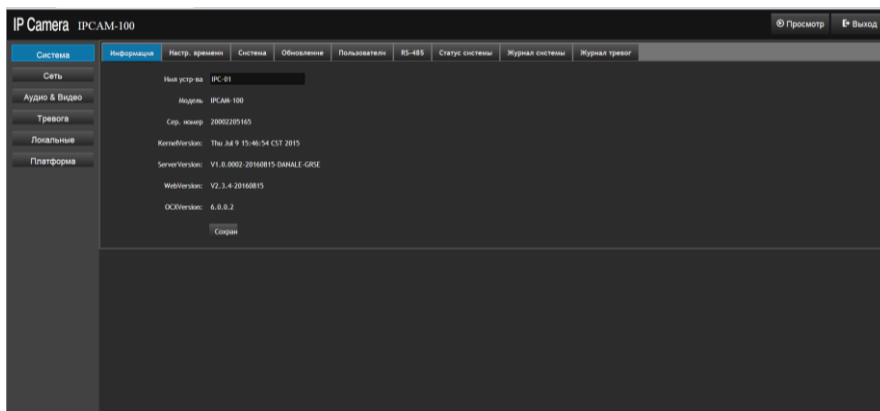 IP Camera IPCAM-100
Просмотр Выход
Система
Сеть
Аудио & Видео
Тревога
Локальные
Платформа
Информация Настр. времени Система Обновление Пользователи RS-485 Статус системы Журнал системы Журнал тревог
Имя устр-ва IPC-01
Модель IPCAM-100
Сер. номер 20002205165
KernelVersion: Thu Jul 9 15:46:54 CST 2015
ServerVersion: V1.0.0002-20160815-DANALE-GRSE
WebVersion: V2.3.4-20160815
OCXVersion: 6.0.0.2
Сохран